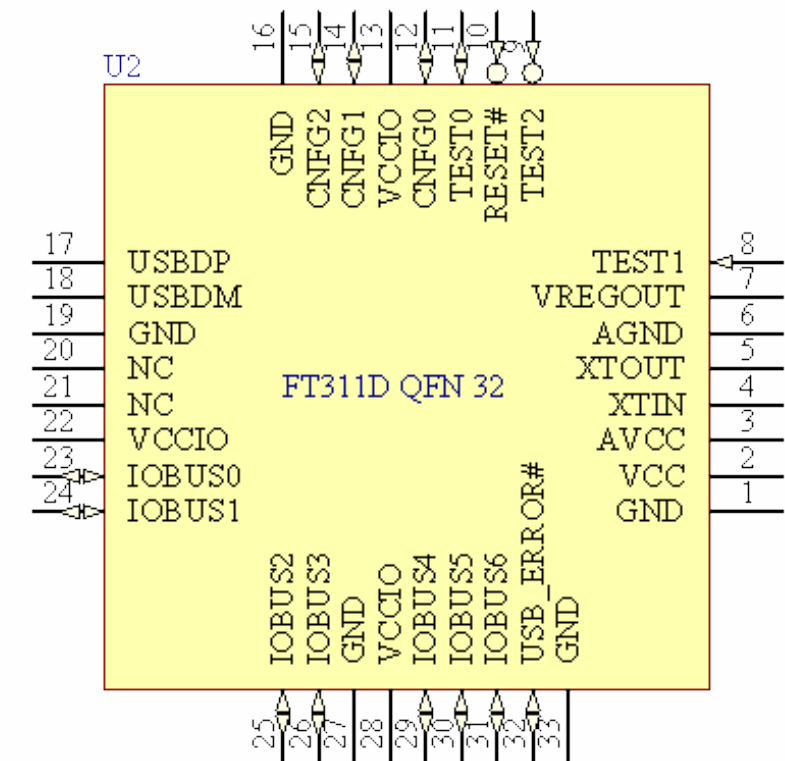 16 15 14 13 12 11 10 9
U2
GND CNFG2 CNFG1 VCCIO CNFG0 TEST0 RESET# TEST2
17 USBDP TEST1 8
18 USBDM VREGOUT 7
19 GND AGND 6
20 NC XTOUT 5
21 NC XTIN 4
FT311D QFN 32
22 VCCIO AVCC 3
23 IOBUS0 VCC 2
24 IOBUS1 GND 1
IOBUS2 IOBUS3 GND VCCIO IOBUS4 IOBUS5 IOBUS6 USB_ERROR# GND
25 26 27 28 29 30 31 32 33